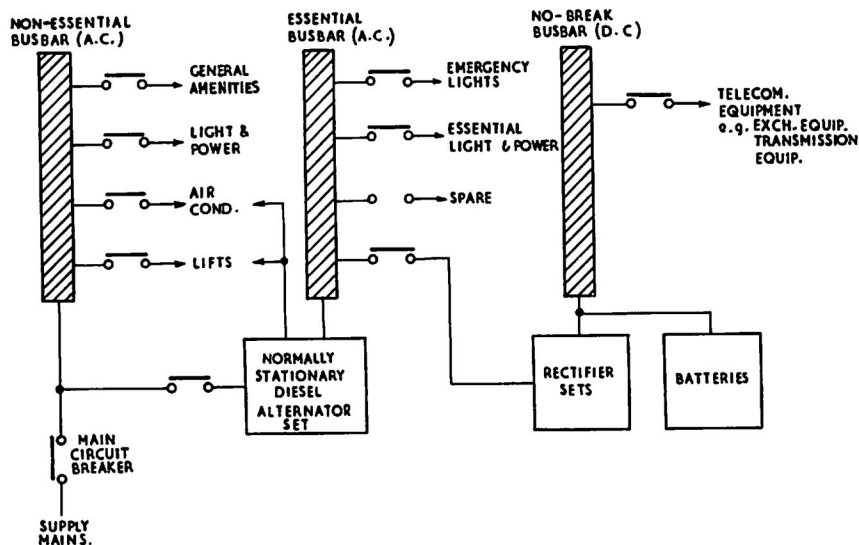 NON-ESSENTIAL
BUSBAR (A.C.)
GENERAL
AMENITIES
LIGHT &
POWER
AIR
COND.
LIFTS
ESSENTIAL
BUSBAR (A.C.)
EMERGENCY
LIGHTS
ESSENTIAL
LIGHT & POWER
SPARE
NO-BREAK
BUSBAR (D.C)
TELECOM.
EQUIPMENT
e.g. EXCH. EQUIP.
TRANSMISSION
EQUIP.
NORMALLY
STATIONARY
DIESEL
ALTERNATOR
SET
RECTIFIER
SETS
BATTERIES
MAIN
CIRCUIT
BREAKER
SUPPLY
MAINS.